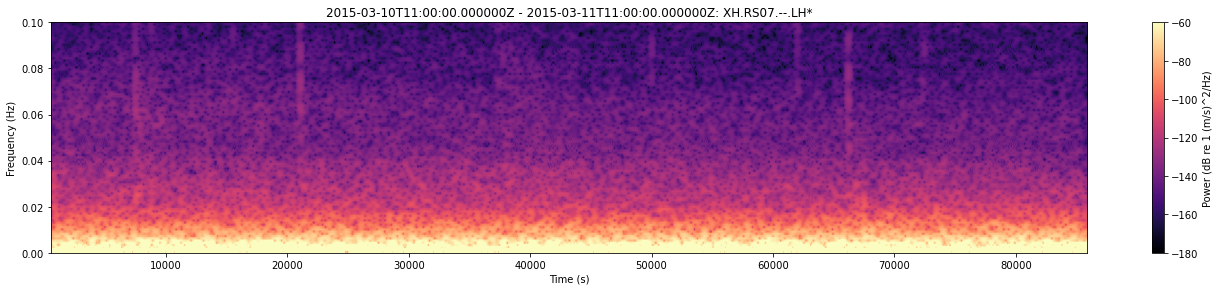 2015-03-10T11:00:00.000000Z - 2015-03-11T11:00:00.000000Z: XH.RS07.--.LH*
Frequency (Hz)
0.10
0.08
0.06
0.04
0.02
0.00
10000 20000 30000 40000 50000 60000 70000 80000
Time (s)
−60
−80
−100
−120
−140
−160
−180
Power (dB re 1 (m/s)^2/Hz)